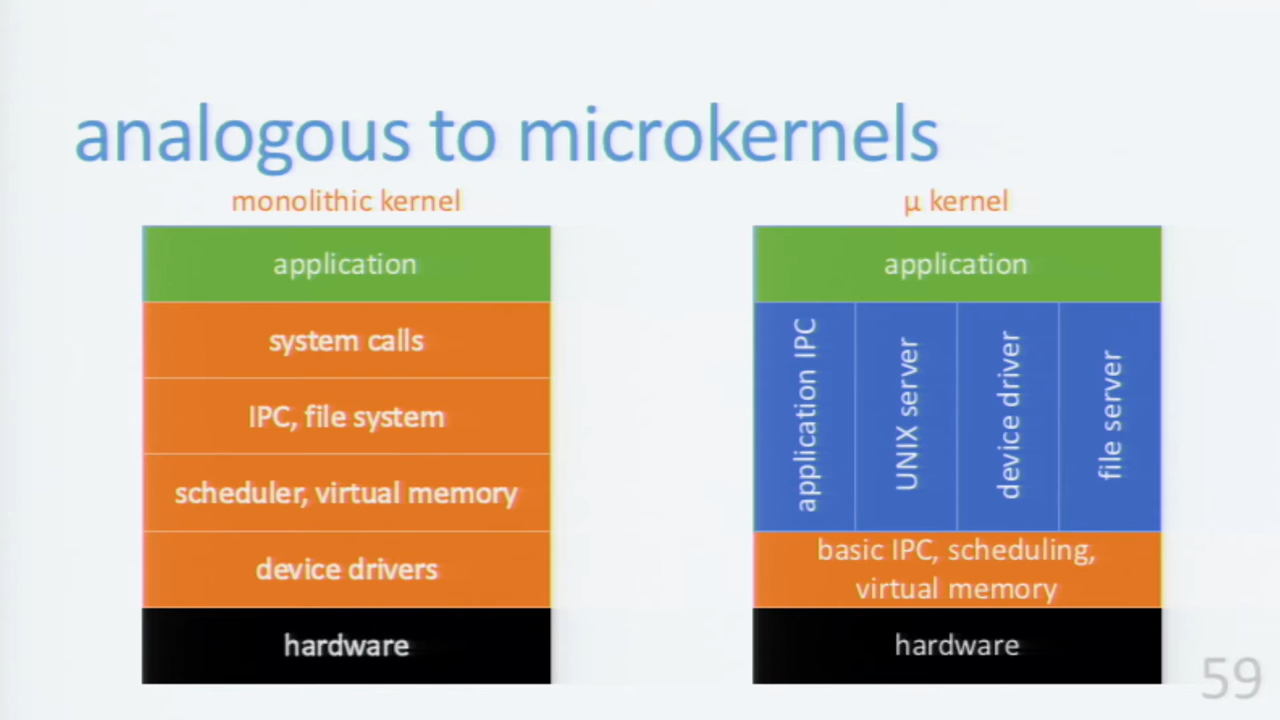 analogous to microkernels
monolithic kernel
application
system calls
IPC, file system
scheduler, virtual memory
device drivers
hardware
μ kernel
application
application IPC
UNIX server
device driver
file server
basic IPC, scheduling,
virtual memory
hardware
59